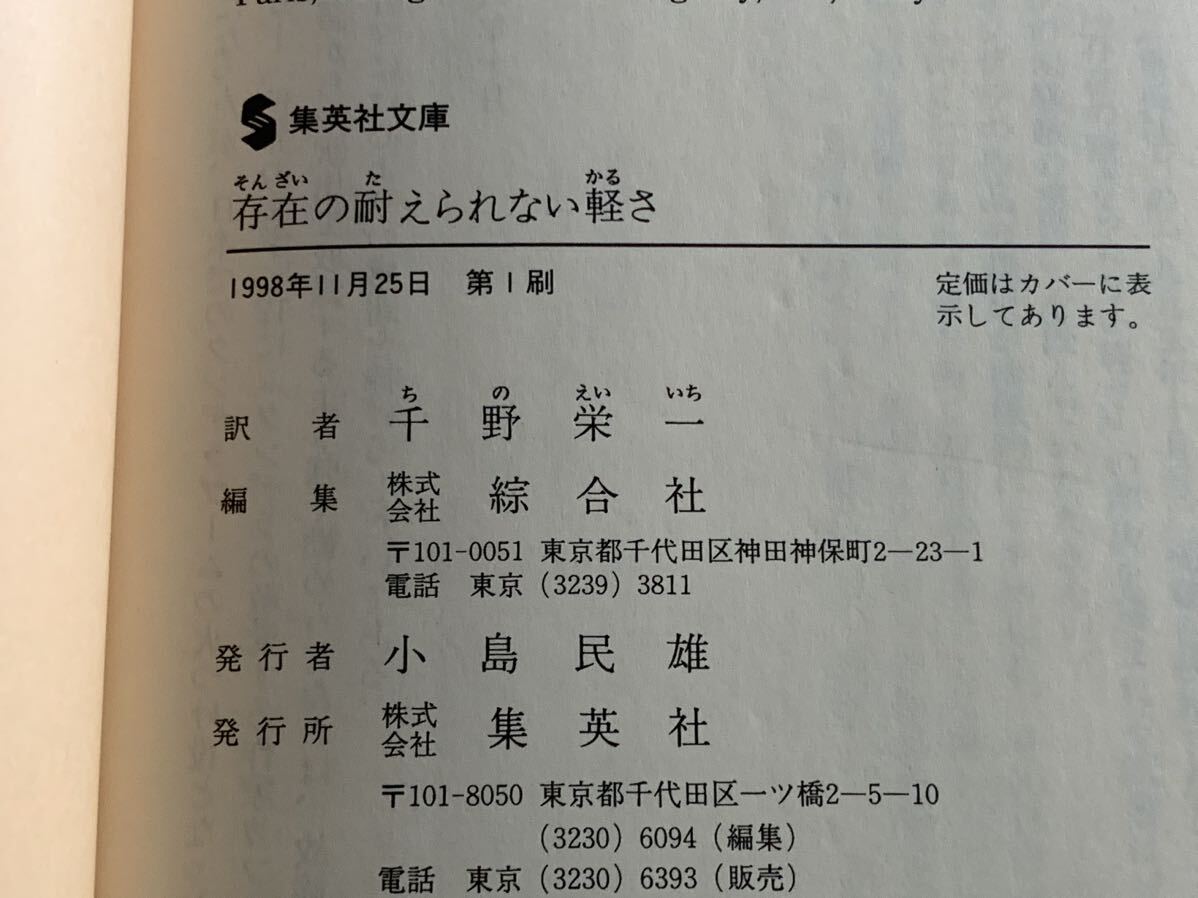 集英社文庫
そんざい た かる
存在の耐えられない軽さ
1998年11月25日 第1刷
定価はカバーに表
示してあります。
ち の えい いち
訳者 千野栄一
編集 株式会社 綜合社
〒101-0051 東京都千代田区神田神保町2―23―1
電話 東京 (3239) 3811
発行者 小島民雄
発行所 株式会社 集英社
〒101-8050 東京都千代田区一ツ橋2―5―10
(3230) 6094 (編集)
電話 東京 (3230) 6393 (販売)